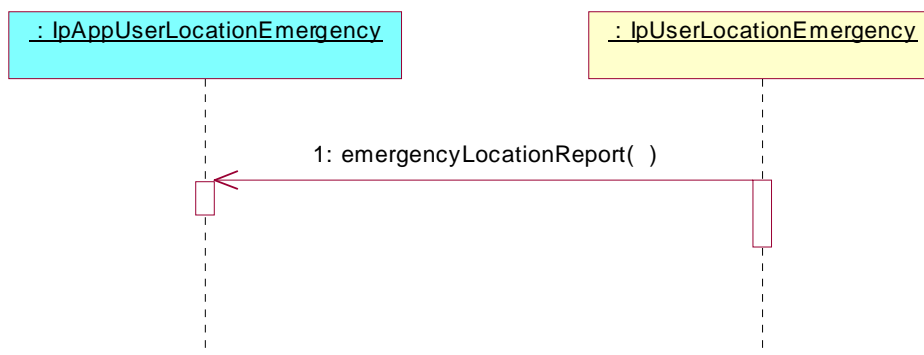 : IpAppUserLocationEmergency
: IpUserLocationEmergency
1: emergencyLocationReport( )